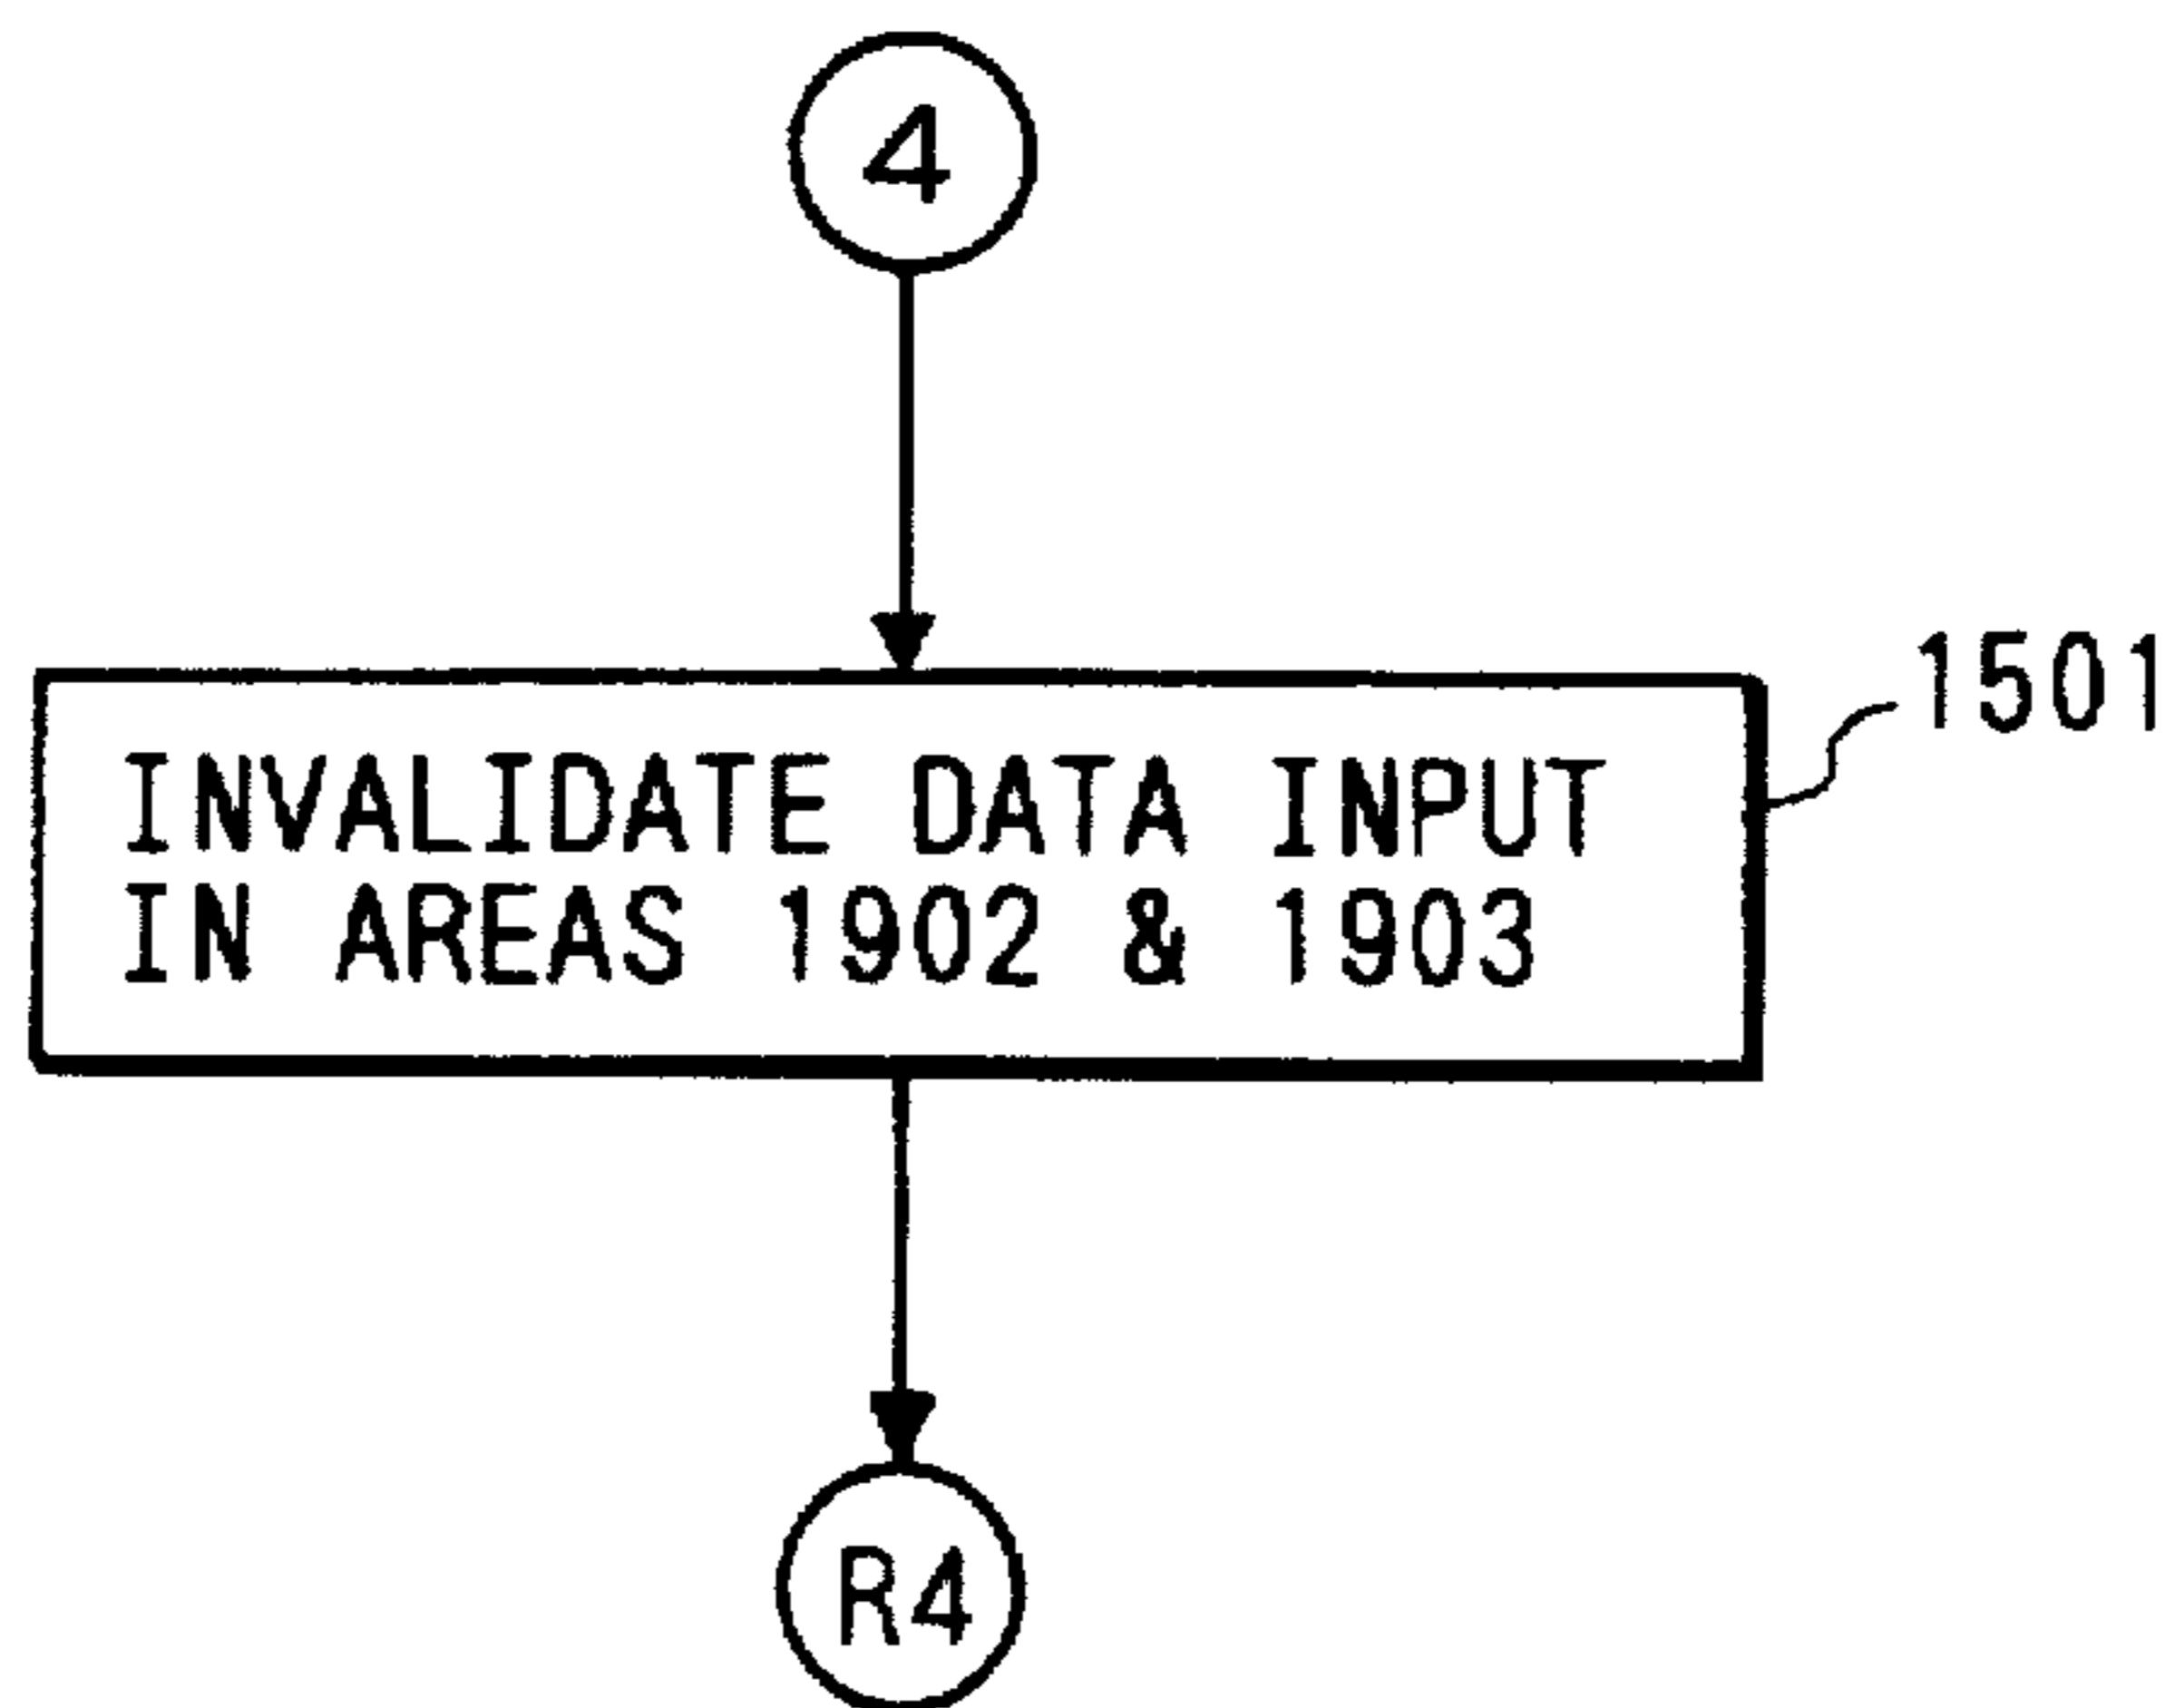 4
1501
INVALIDATE DATA INPUT
IN AREAS 1902 & 1903
R4